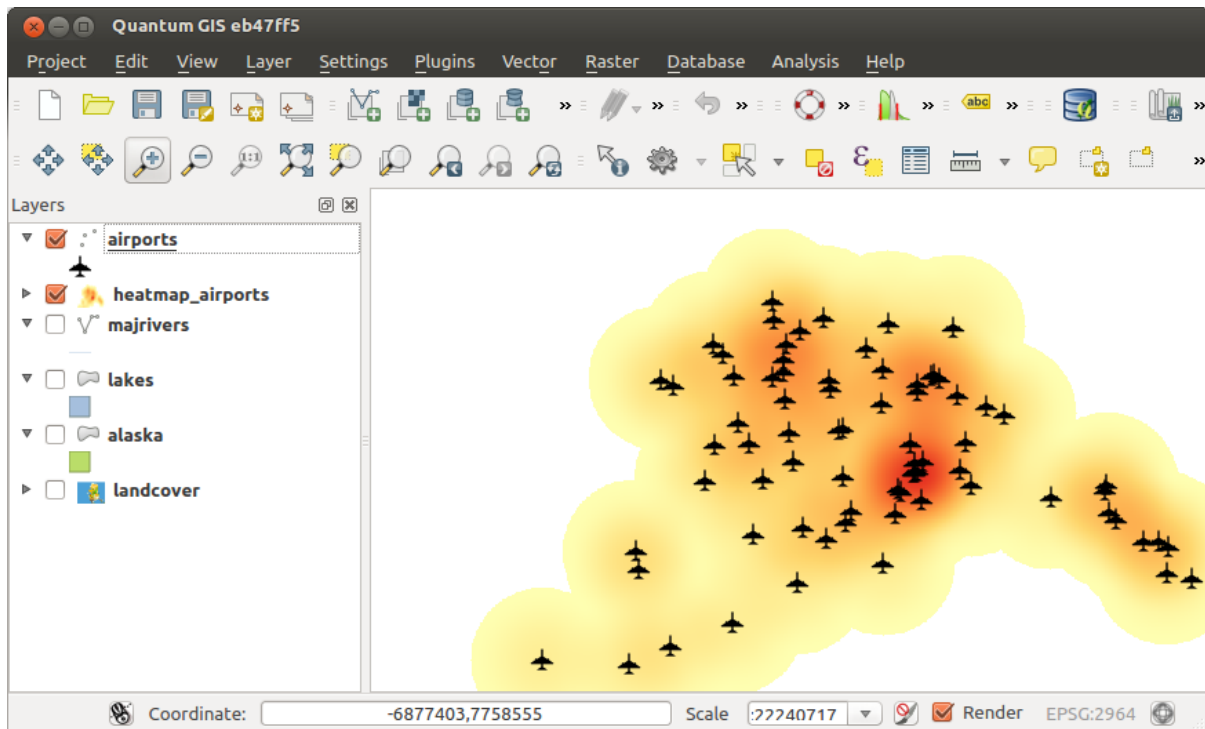 Quantum GIS eb47ff5
Project Edit View Layer Settings Plugins Vector Raster Database Analysis Help
abc
1:1
Layers
airports
heatmap_airports
majrivers
lakes
alaska
landcover
Coordinate: -6877403,7758555 Scale :22240717 Render EPSG:2964